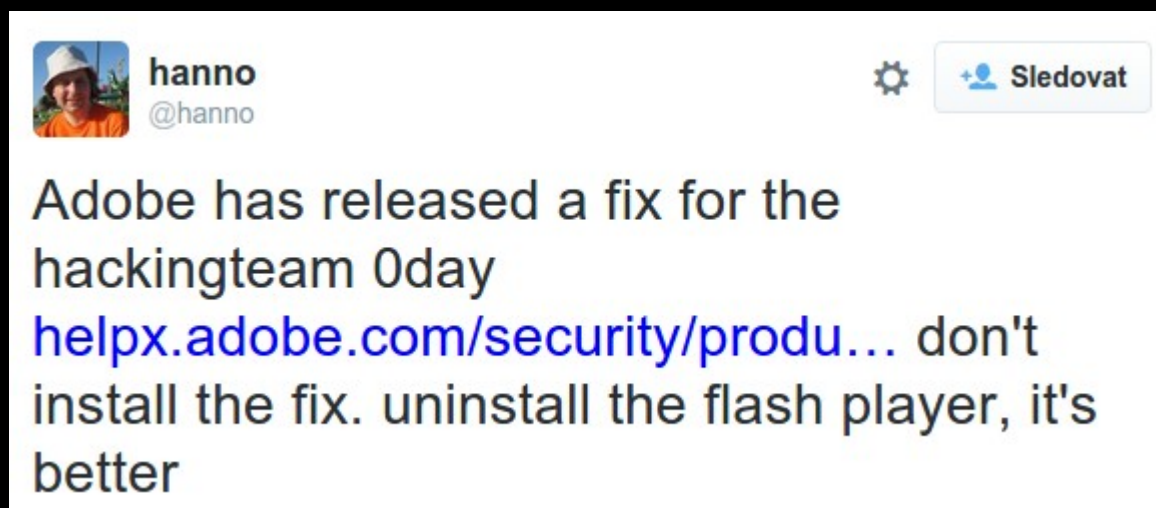 hanno
@hanno
Sledovat
Adobe has released a fix for the
hackingteam 0day
helpx.adobe.com/security/produ… don't
install the fix. uninstall the flash player, it's
better